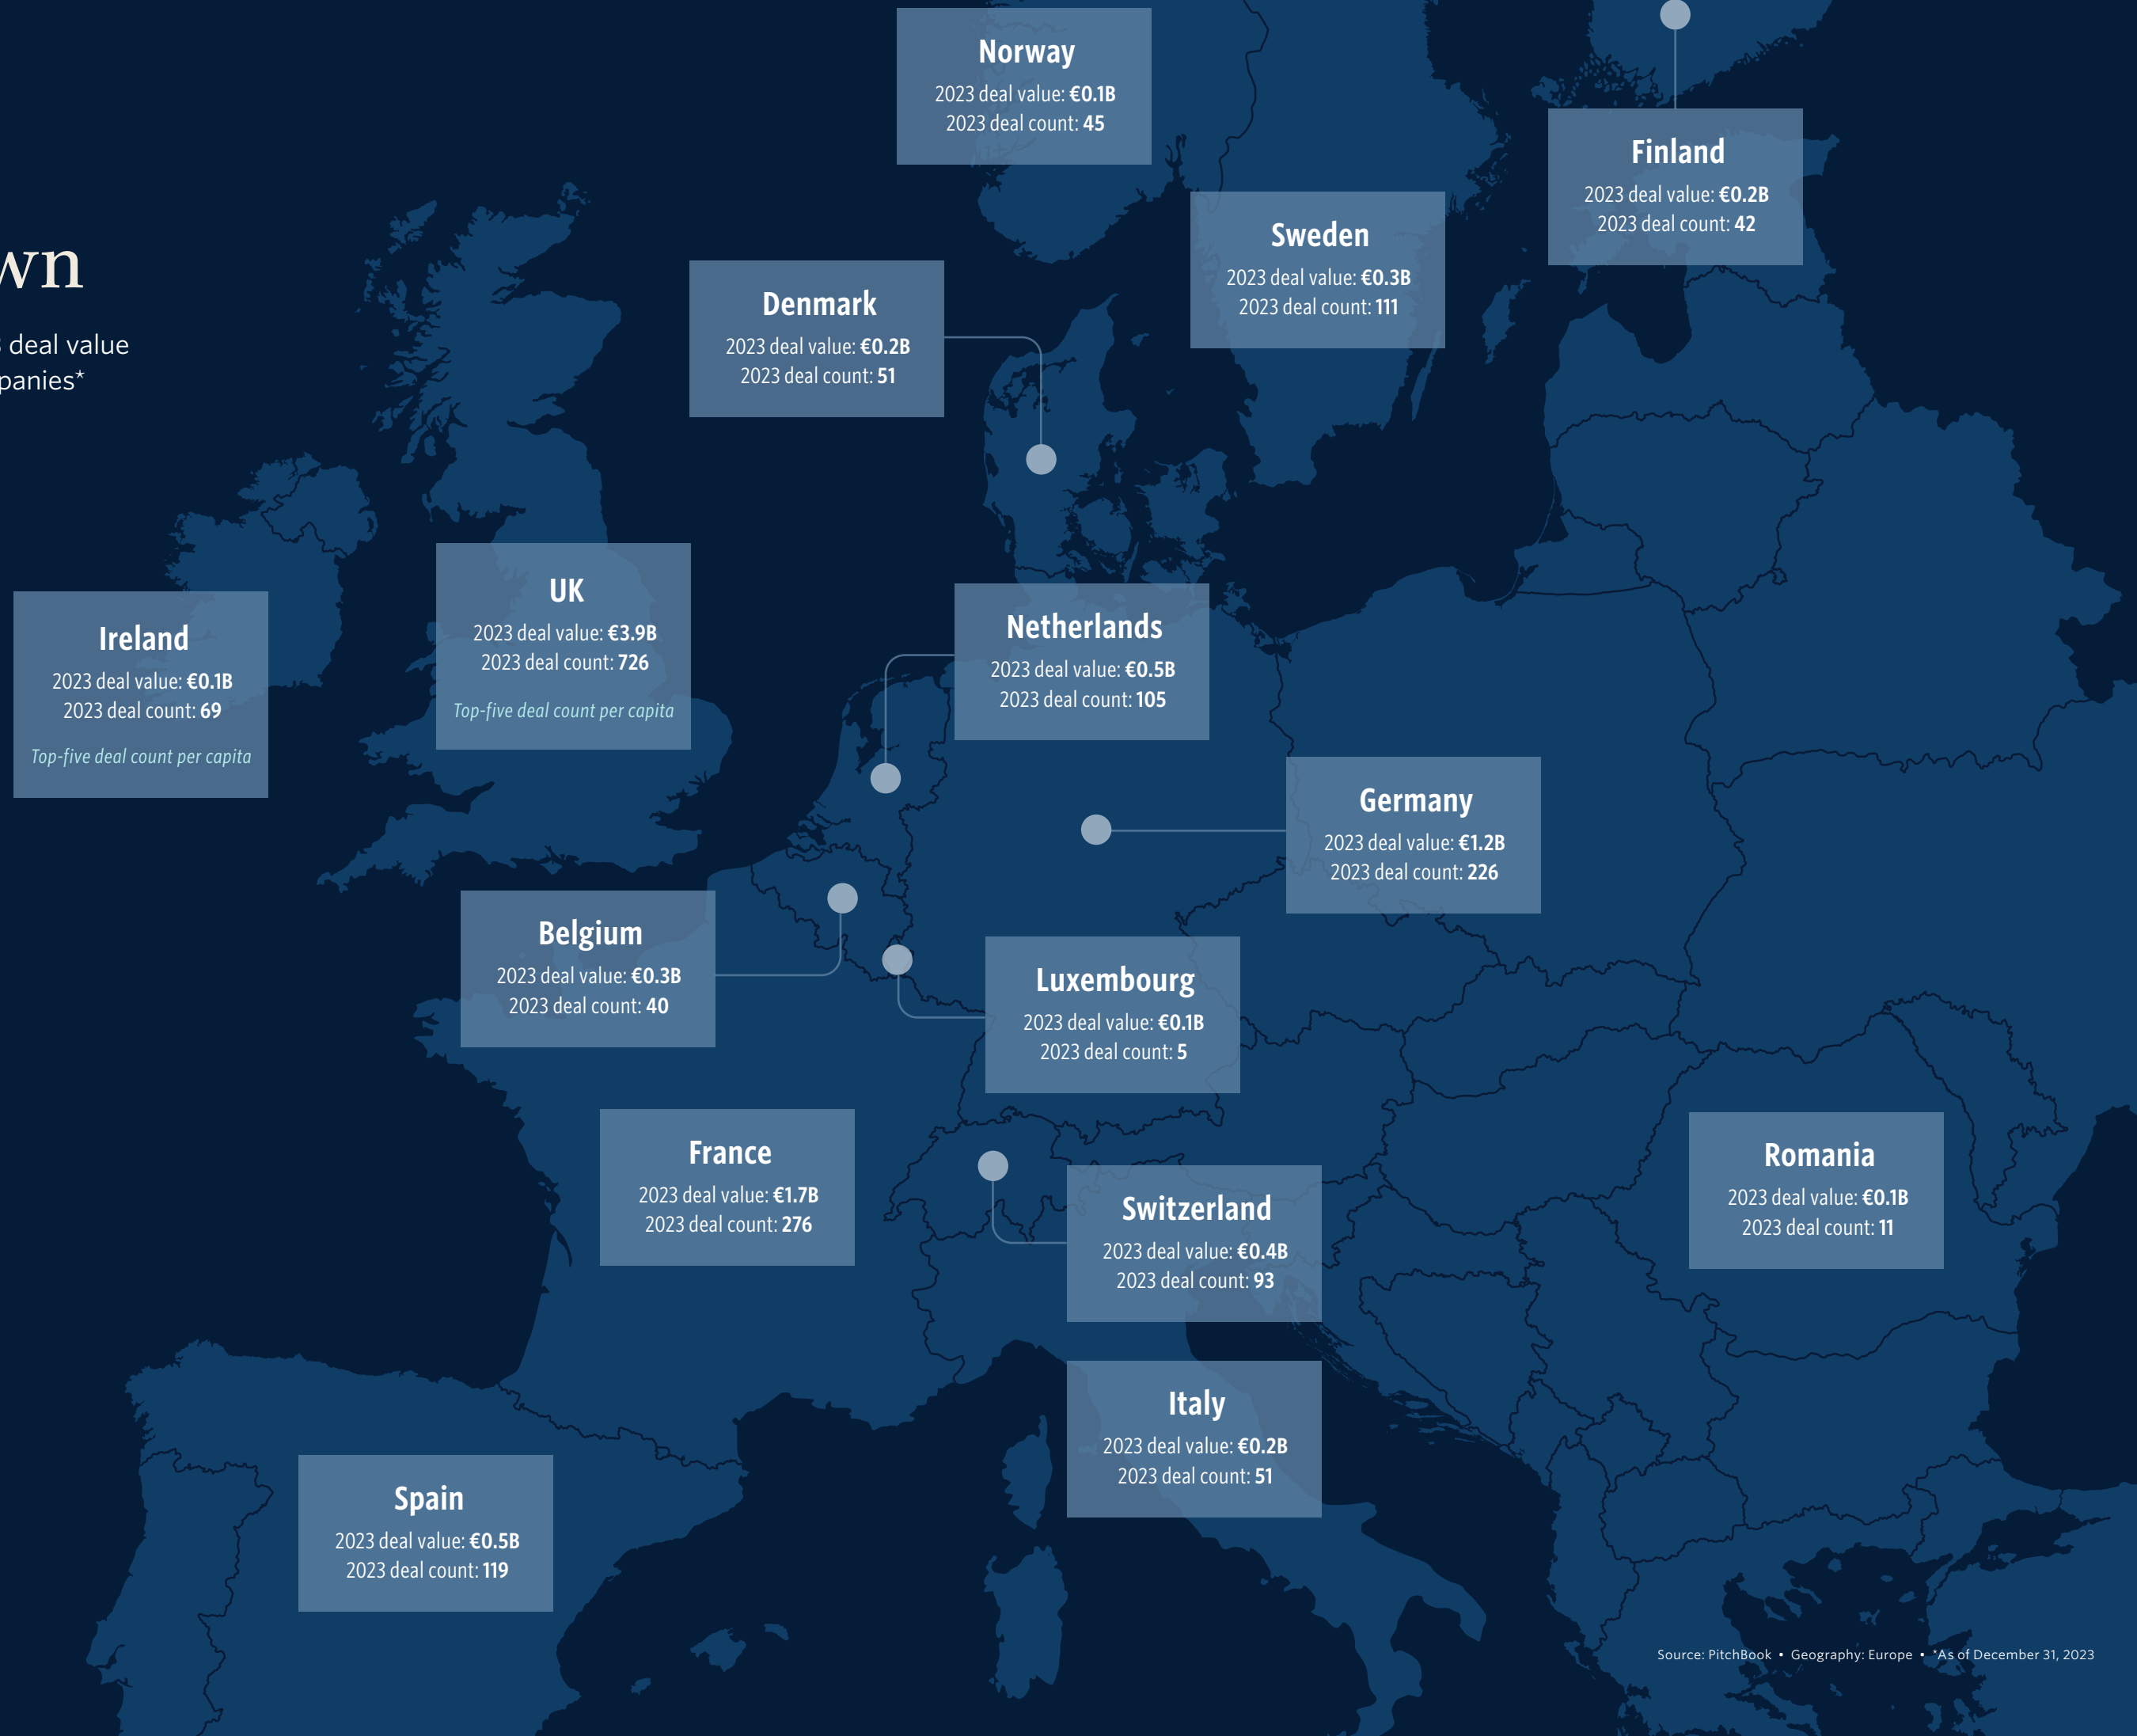 Norway
2023 deal value: €0.1B
2023 deal count: 45
Finland
2023 deal value: €0.2B
2023 deal count: 42
Sweden
2023 deal value: €0.3B
2023 deal count: 111
deal value
Denmark
2023 deal value: €0.2B
2023 deal count: 51
UK
2023 deal value: €3.9B
2023 deal count: 726
Top-five deal count per capita
Ireland
2023 deal value: €0.1B
2023 deal count: 69
Top-five deal count per capita
Netherlands
2023 deal value: €0.5B
2023 deal count: 105
Germany
2023 deal value: €1.2B
2023 deal count: 226
Belgium
2023 deal value: €0.3B
2023 deal count: 40
Luxembourg
2023 deal value: €0.1B
2023 deal count: 5
France
2023 deal value: €1.7B
2023 deal count: 276
Switzerland
2023 deal value: €0.4B
2023 deal count: 93
Romania
2023 deal value: €0.1B
2023 deal count: 11
Italy
2023 deal value: €0.2B
2023 deal count: 51
Spain
2023 deal value: €0.5B
2023 deal count: 119
Source: PitchBook • Geography: Europe • *As of December 31, 2023